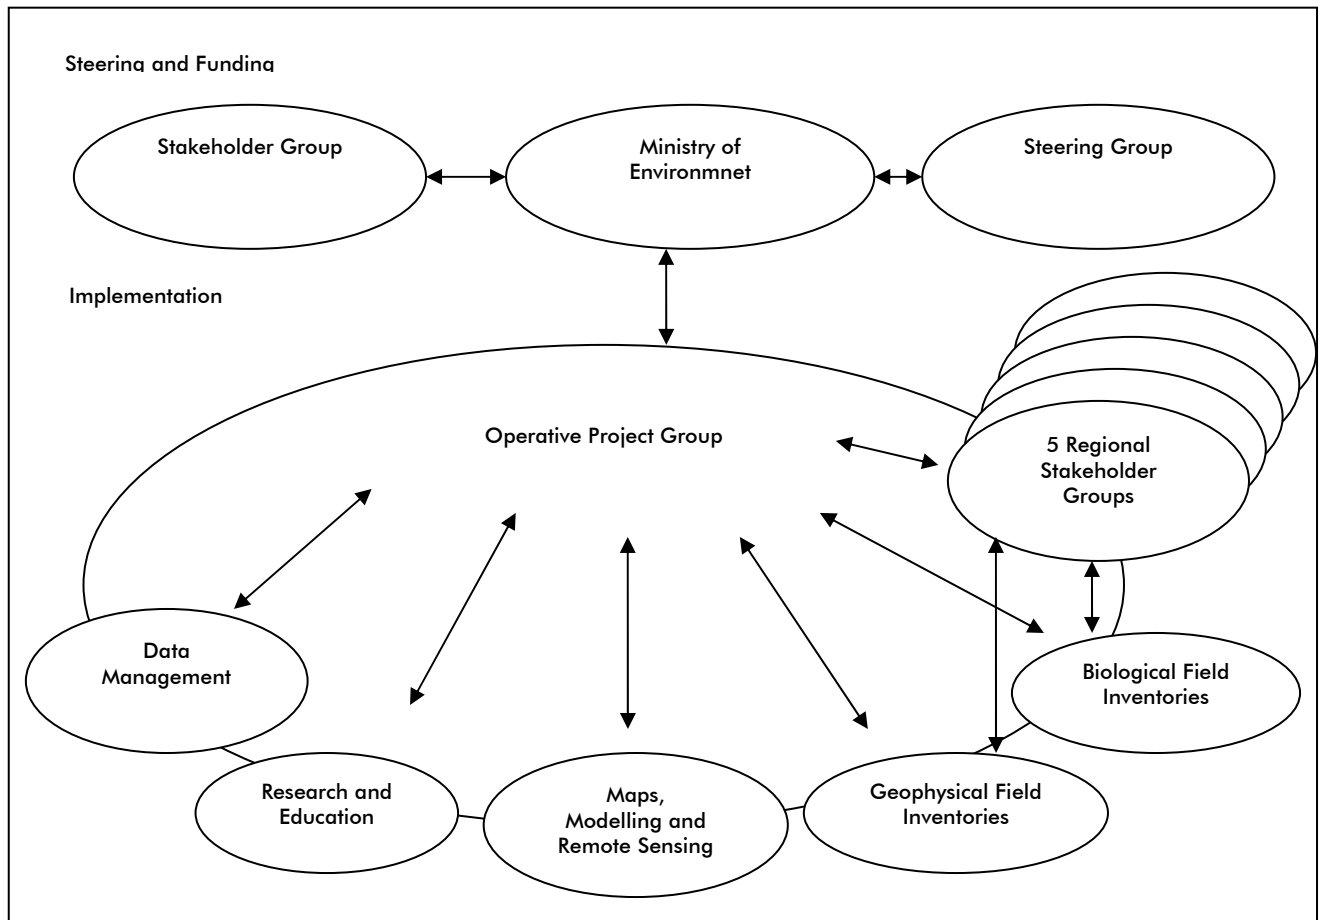 Steering and Funding
Stakeholder Group
Ministry of
Environmnet
Steering Group
Implementation
Operative Project Group
5 Regional
Stakeholder
Groups
Data
Management
Biological Field
Inventories
Research and
Education
Maps,
Modelling and
Remote Sensing
Geophysical Field
Inventories